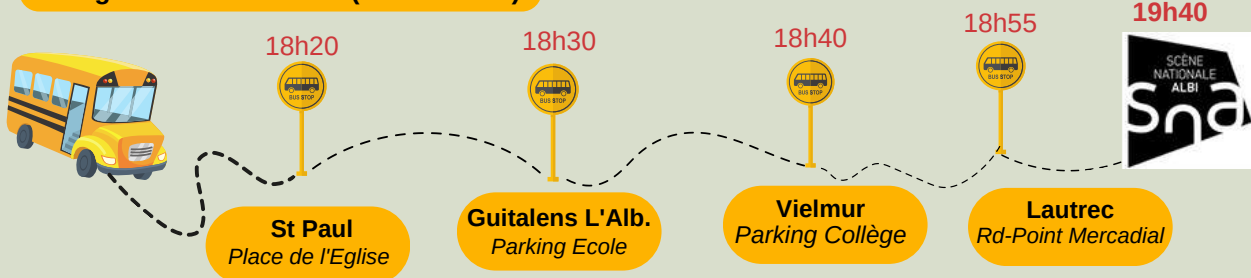 18h20
18h30
18h40
18h55
19h40
BUS STOP
BUS STOP
BUS STOP
BUS STOP
SCÈNE
NATIONALE
ALBI
sna
St Paul
Place de l'Eglise
Guitalens L'Alb.
Parking Ecole
Vielmur
Parking Collège
Lautrec
Rd-Point Mercadial